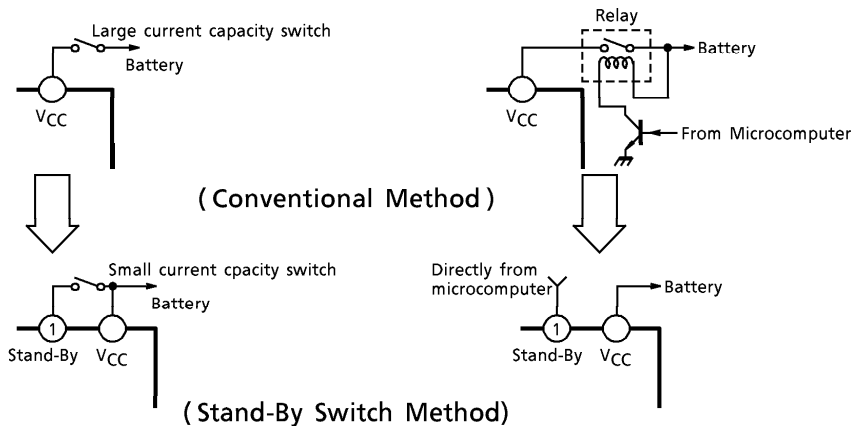 Large current capacity switch
Battery
VCC
Relay
Battery
VCC
From Microcomputer
( Conventional Method )
Small current cpacity switch
Battery
1
Stand-By
VCC
Directly from
microcomputer
Battery
1
Stand-By
VCC
( Stand-By Switch Method)